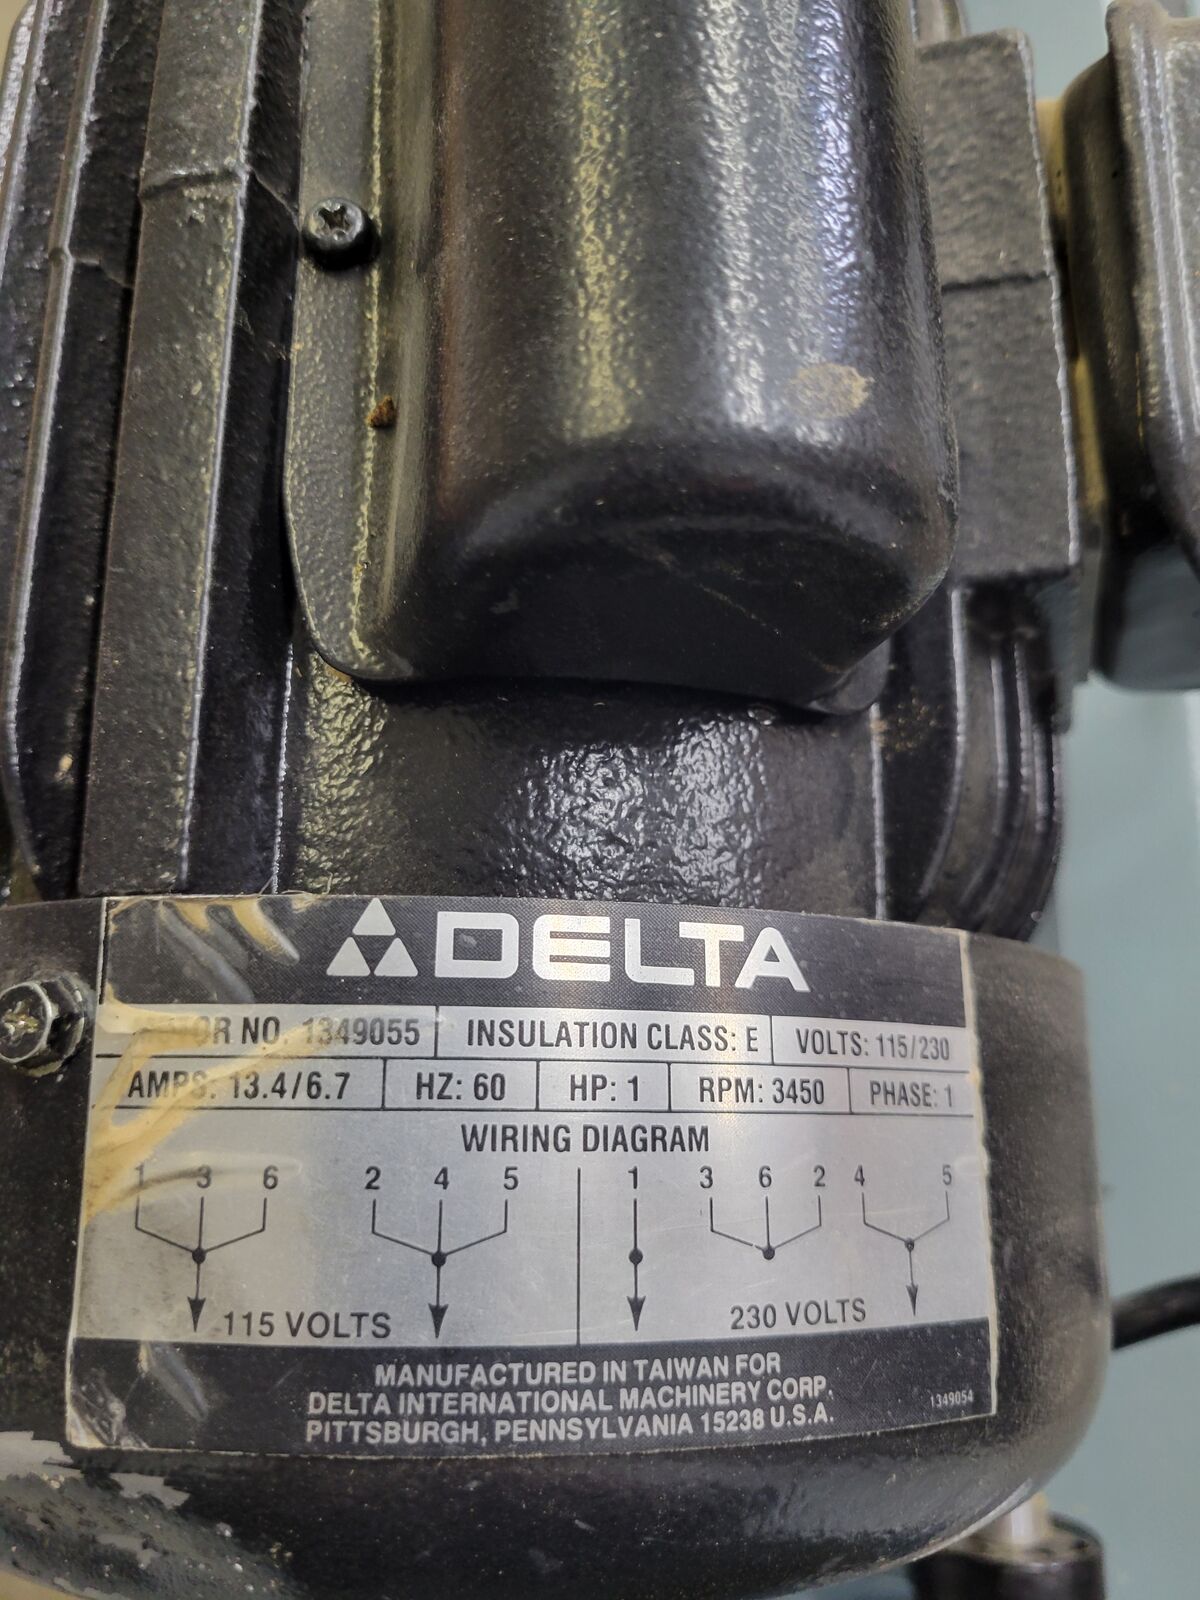 DELTA
MOTOR NO. 1349055 INSULATION CLASS: E VOLTS: 115/230
AMPS: 13.4/6.7 HZ: 60 HP: 1 RPM: 3450 PHASE: 1
WIRING DIAGRAM
1 3 6 2 4 5 1 3 6 2 4 5
115 VOLTS 230 VOLTS
MANUFACTURED IN TAIWAN FOR
DELTA INTERNATIONAL MACHINERY CORP.
PITTSBURGH, PENNSYLVANIA 15238 U.S.A.
1349054